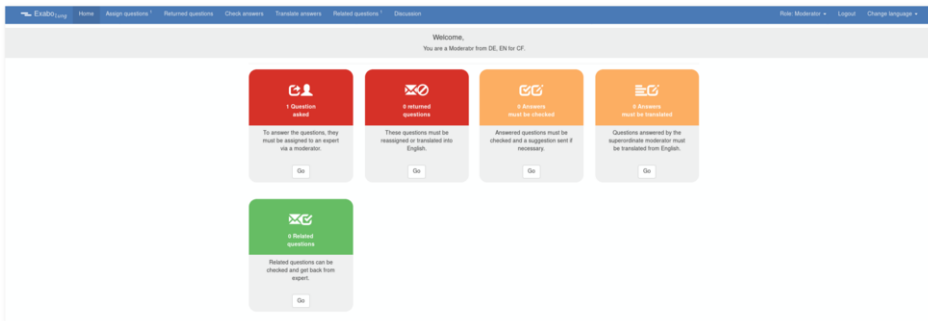 Exabo Lung Home Assign questions 1 Returned questions Check answers Translate answers Related questions 1 Discussion Role: Moderator Logout Change language
Welcome,
You are a Moderator from DE, EN for CF.
1 Question
asked
To answer the questions, they
must be assigned to an expert
via a moderator.
Go
0 returned
questions
These questions must be
reassigned or translated into
English.
Go
Answers
must be checked
Answered questions must be
checked and a suggestion sent if
necessary.
Go
Answers
must be translated
Questions answered by the
superordinate moderator must
be translated from English.
Go
Related
questions
Related questions can be
checked and get back from
expert.
Go